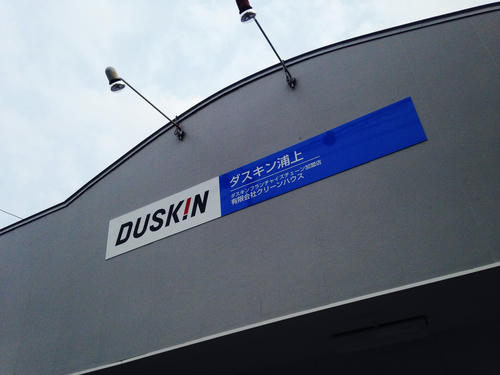 DUSK!N
ダスキン浦上
ダスキンフランチャイズチェーン加盟店
有限会社クリーンハウス